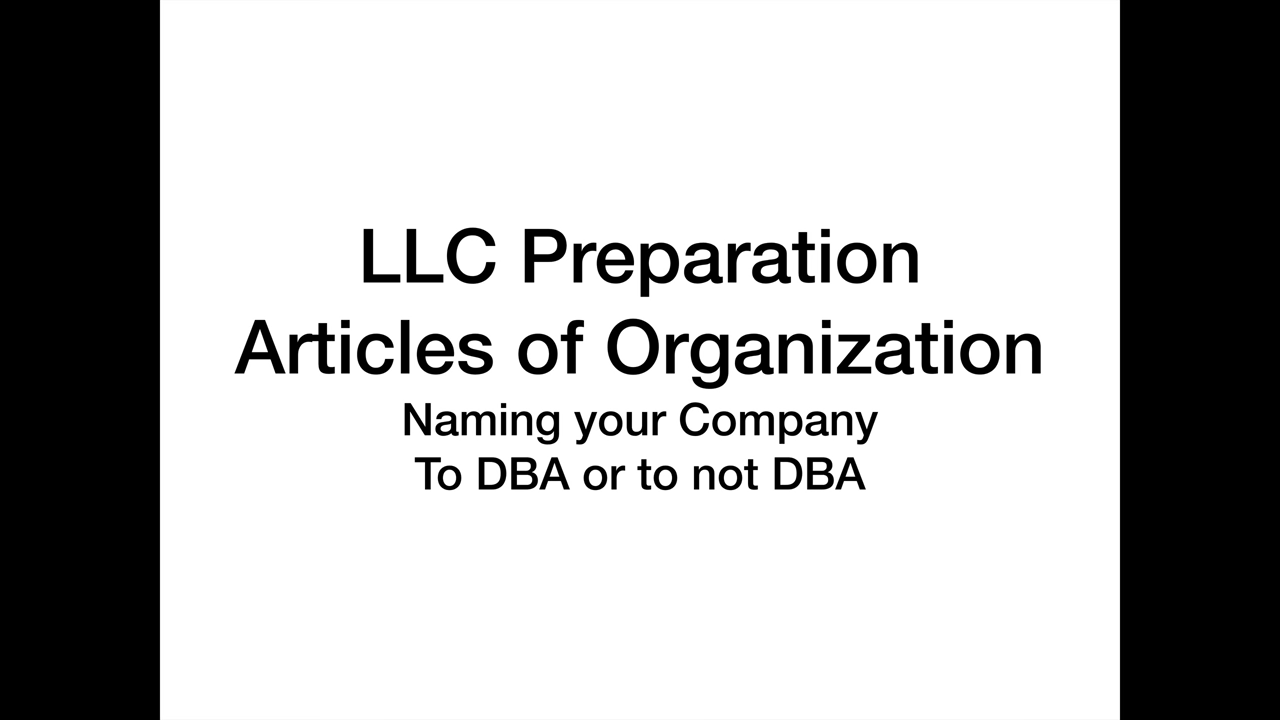 LLC Preparation
Articles of Organization
Naming your Company
To DBA or to not DBA